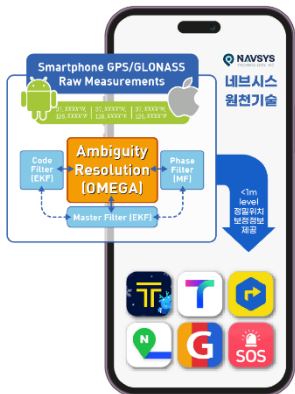 NAVSYS
Smartphone GPS/GLONASS
Raw Measurements
네브시스
원천기술
Code
Filter
(EKF)
Ambiguity
Resolution
(OMEGA)
Phase
Filter
(MF)
Master Filter (EKF)
<1m
level
정밀위치
보정정보
제공
T
N
G
SOS